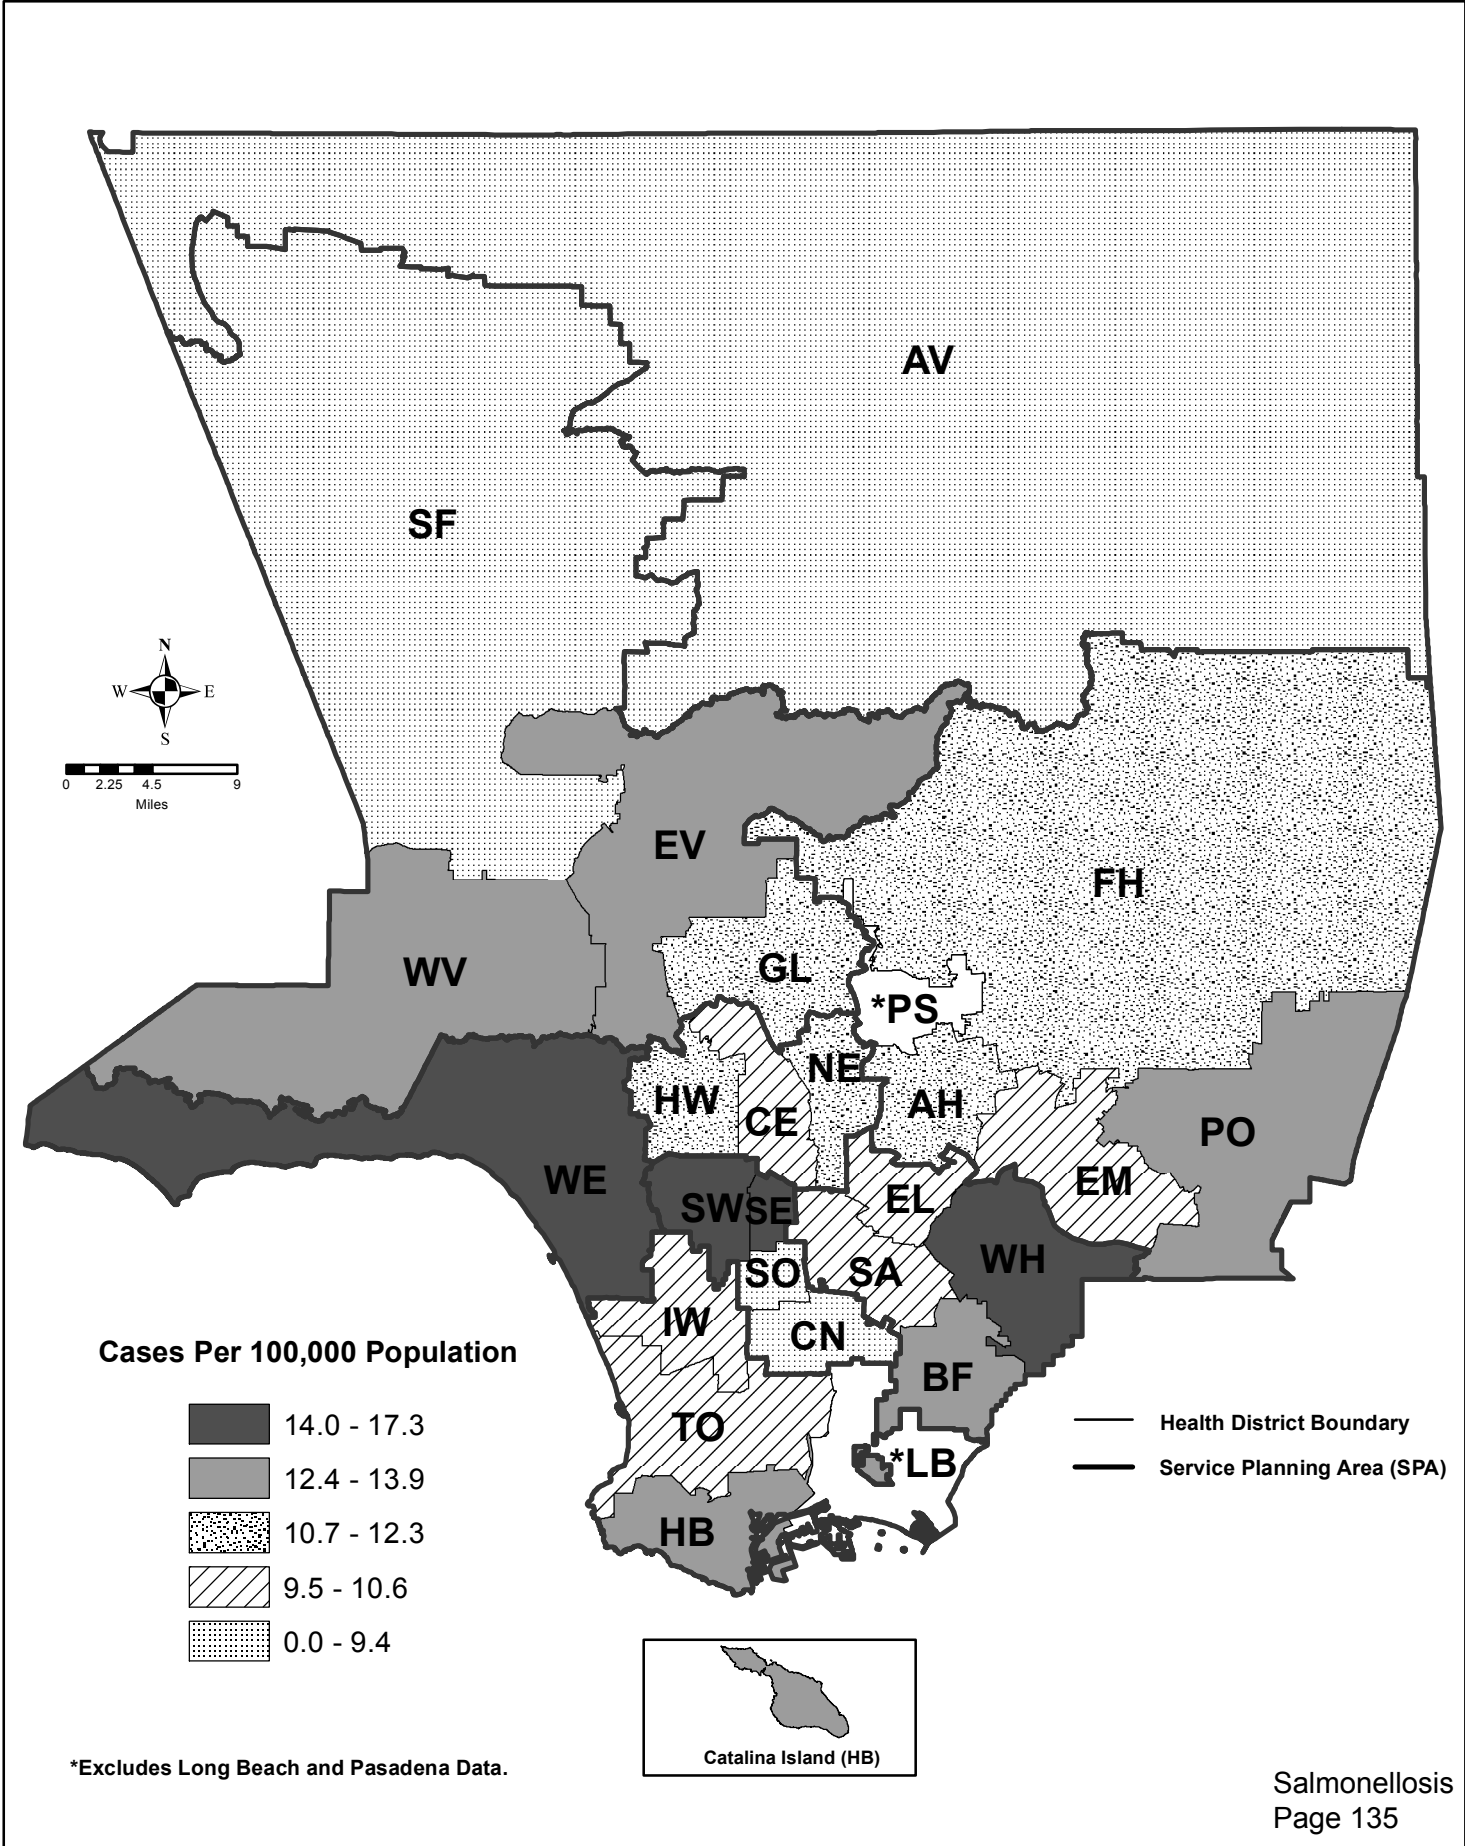 AV
SF
N
W E
S
0 2.25 4.5 9
Miles
EV
FH
WV
GL
*PS
NE
HW
AH
CE
PO
WE
EM
EL
SW
SE
WH
SO
SA
IW
CN
BF
TO
*LB
HB
Cases Per 100,000 Population
14.0 - 17.3
12.4 - 13.9
10.7 - 12.3
9.5 - 10.6
0.0 - 9.4
Health District Boundary
Service Planning Area (SPA)
Catalina Island (HB)
*Excludes Long Beach and Pasadena Data.
Salmonellosis
Page 135